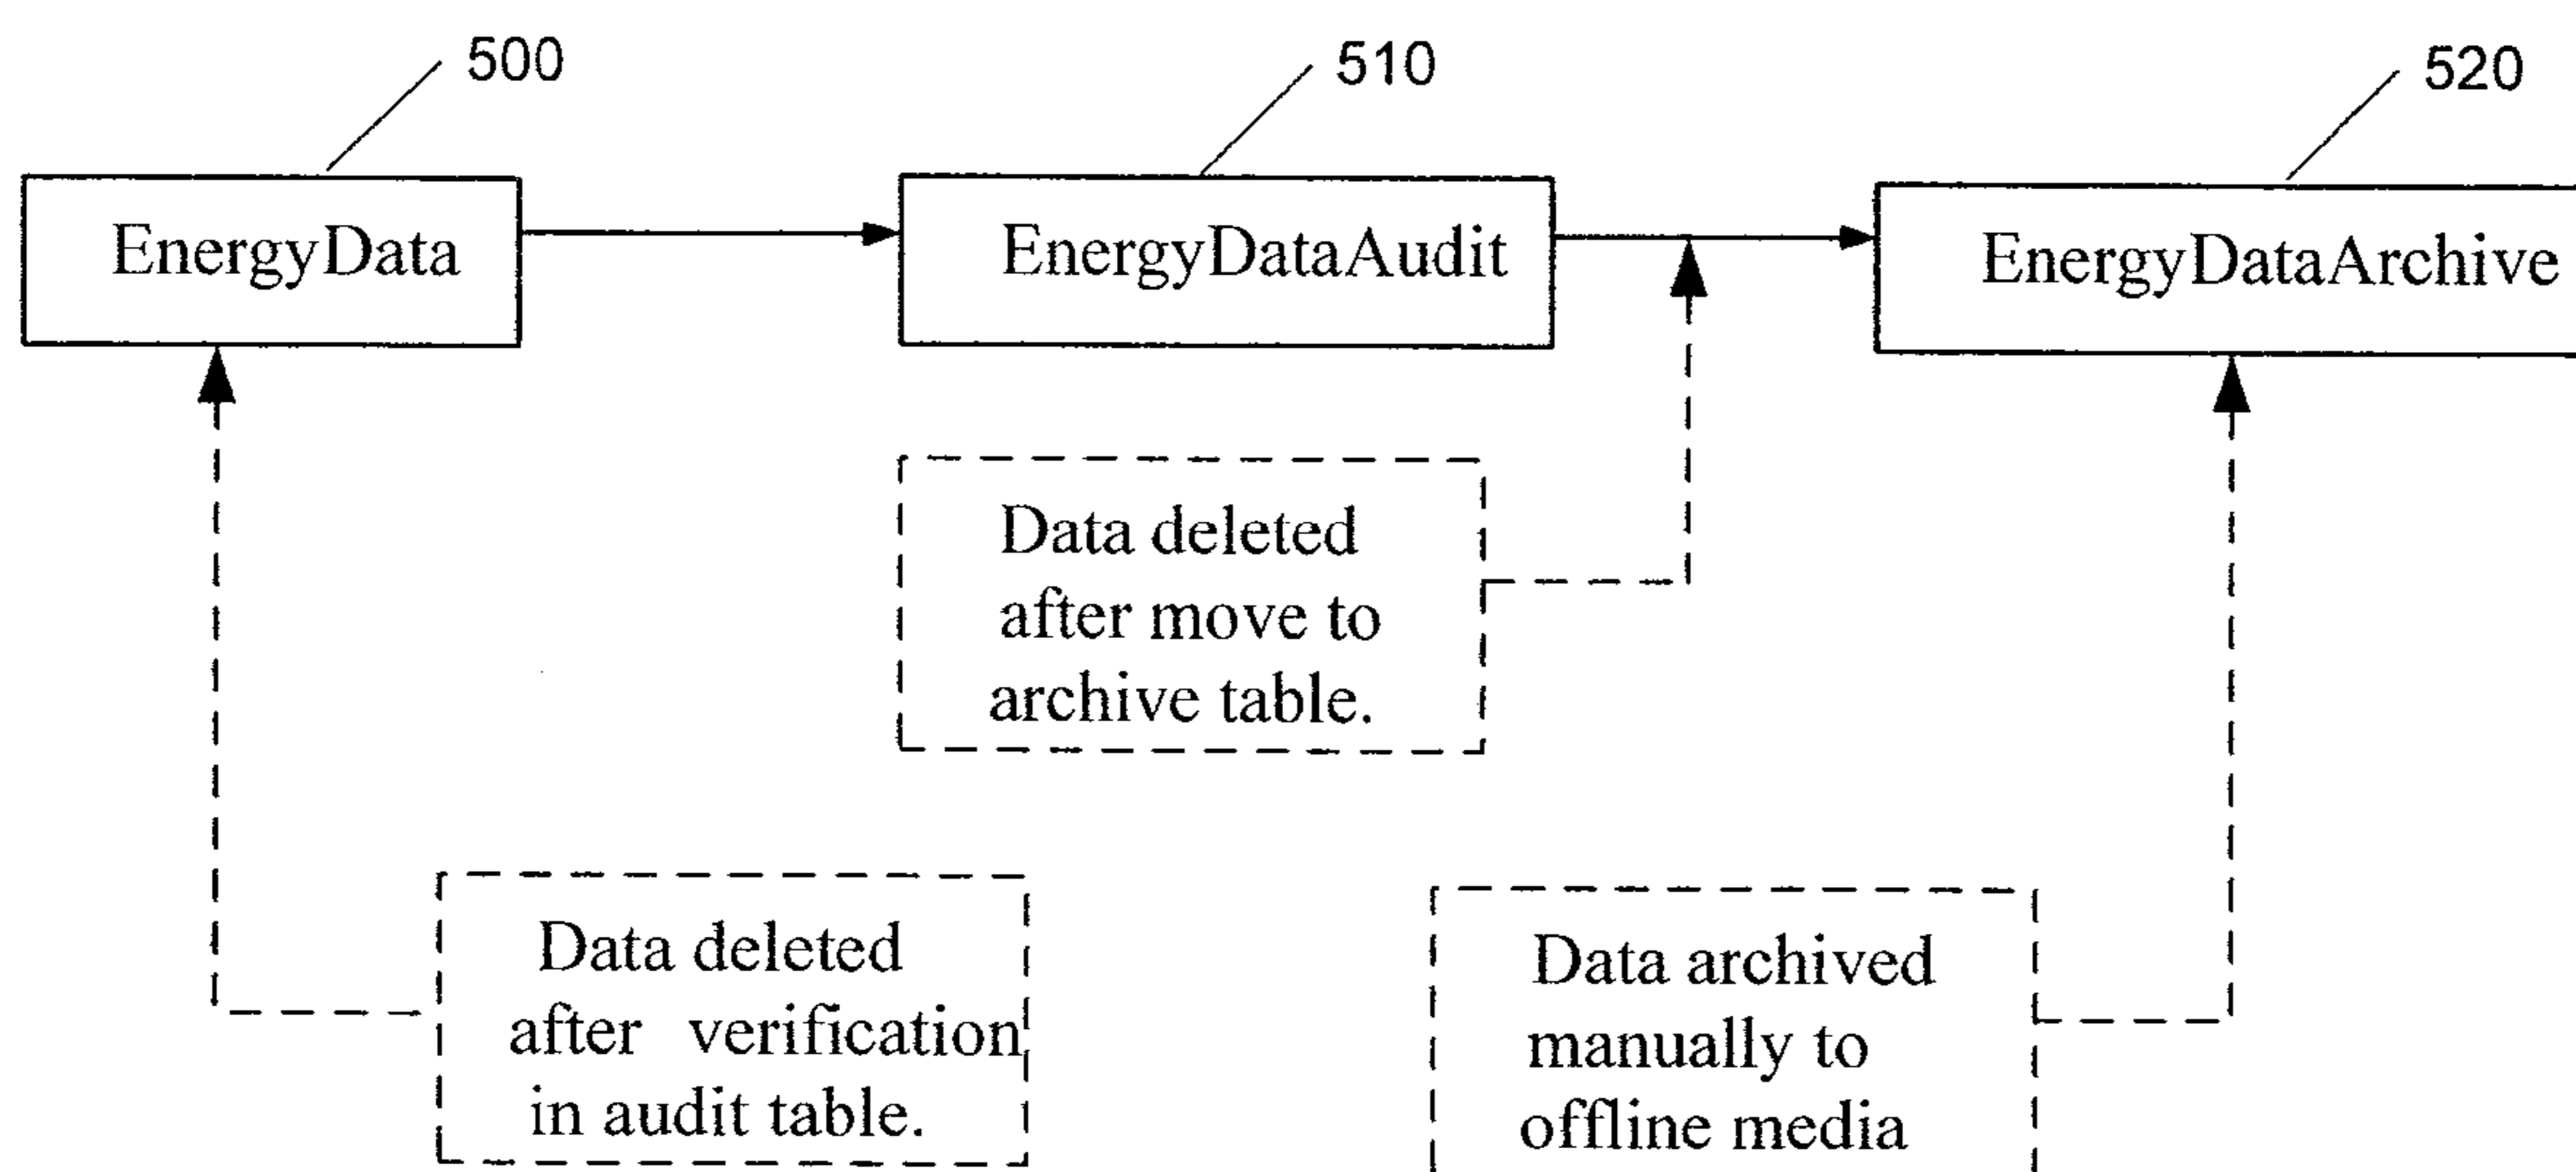 500
510
520
EnergyData
EnergyDataAudit
EnergyDataArchive
Data deleted
after move to
archive table.
Data deleted
after verification
in audit table.
Data archived
manually to
offline media